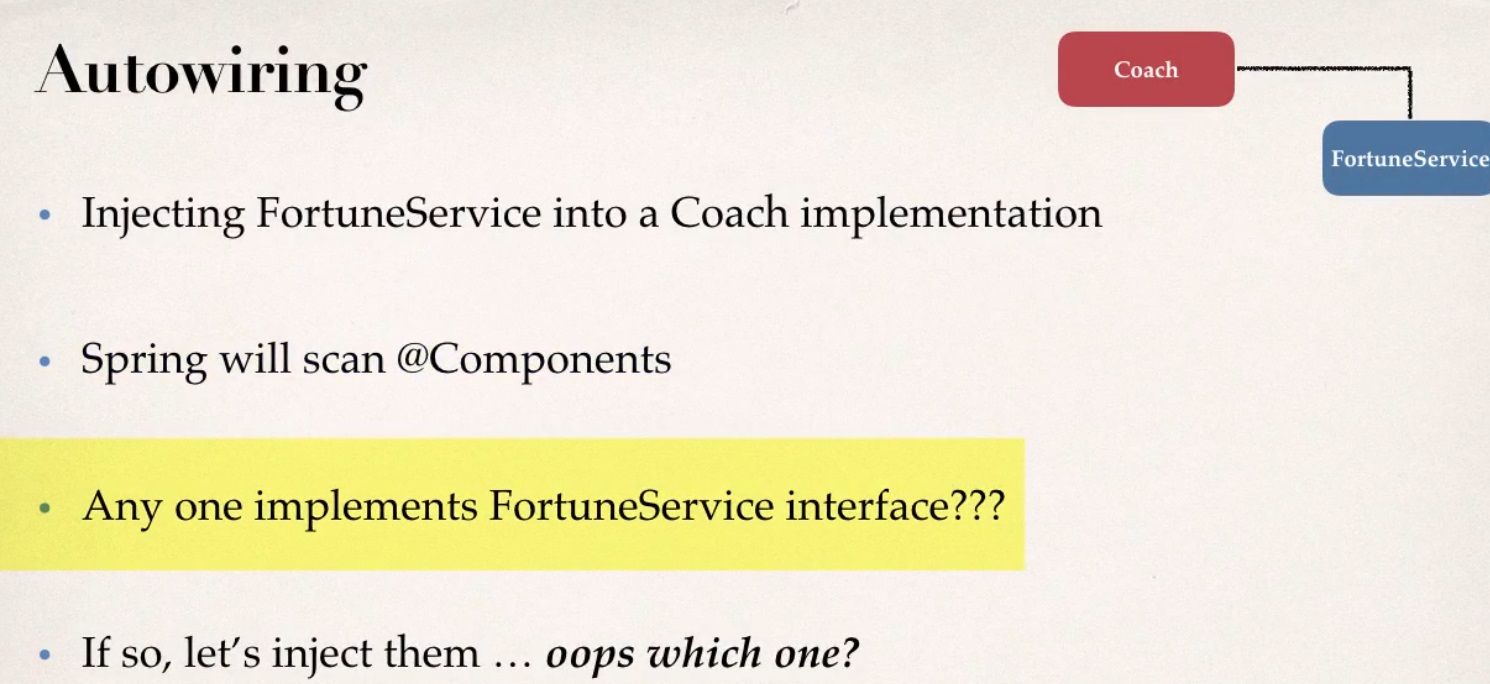 Autowiring
Coach
FortuneService
• Injecting FortuneService into a Coach implementation
• Spring will scan @Components
• Any one implements FortuneService interface???
• If so, let’s inject them … oops which one?